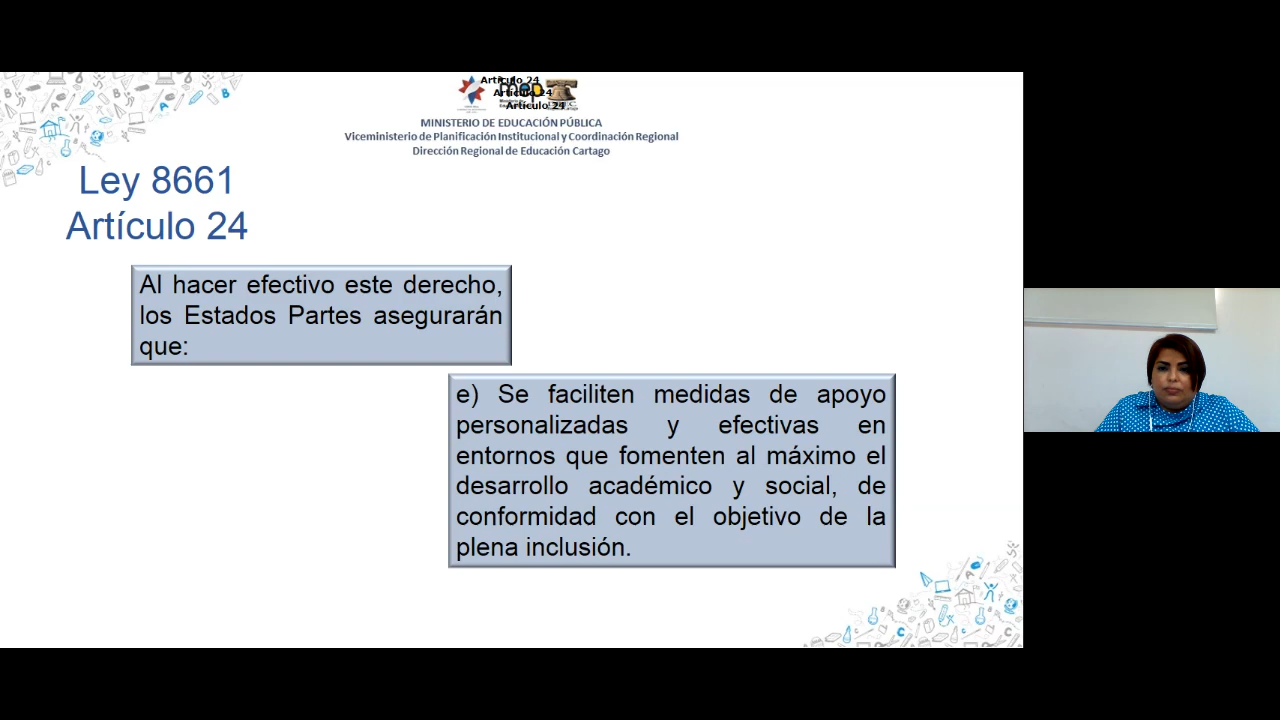 Artículo 24
mep
Artículo 24
Artículo 24
MINISTERIO DE EDUCACIÓN PÚBLICA
Viceministerio de Planificación Institucional y Coordinación Regional
Dirección Regional de Educación Cartago
Ley 8661
Artículo 24
Al hacer efectivo este derecho,
los Estados Partes asegurarán
que:
e) Se faciliten medidas de apoyo
personalizadas y efectivas en
entornos que fomenten al máximo el
desarrollo académico y social, de
conformidad con el objetivo de la
plena inclusión.